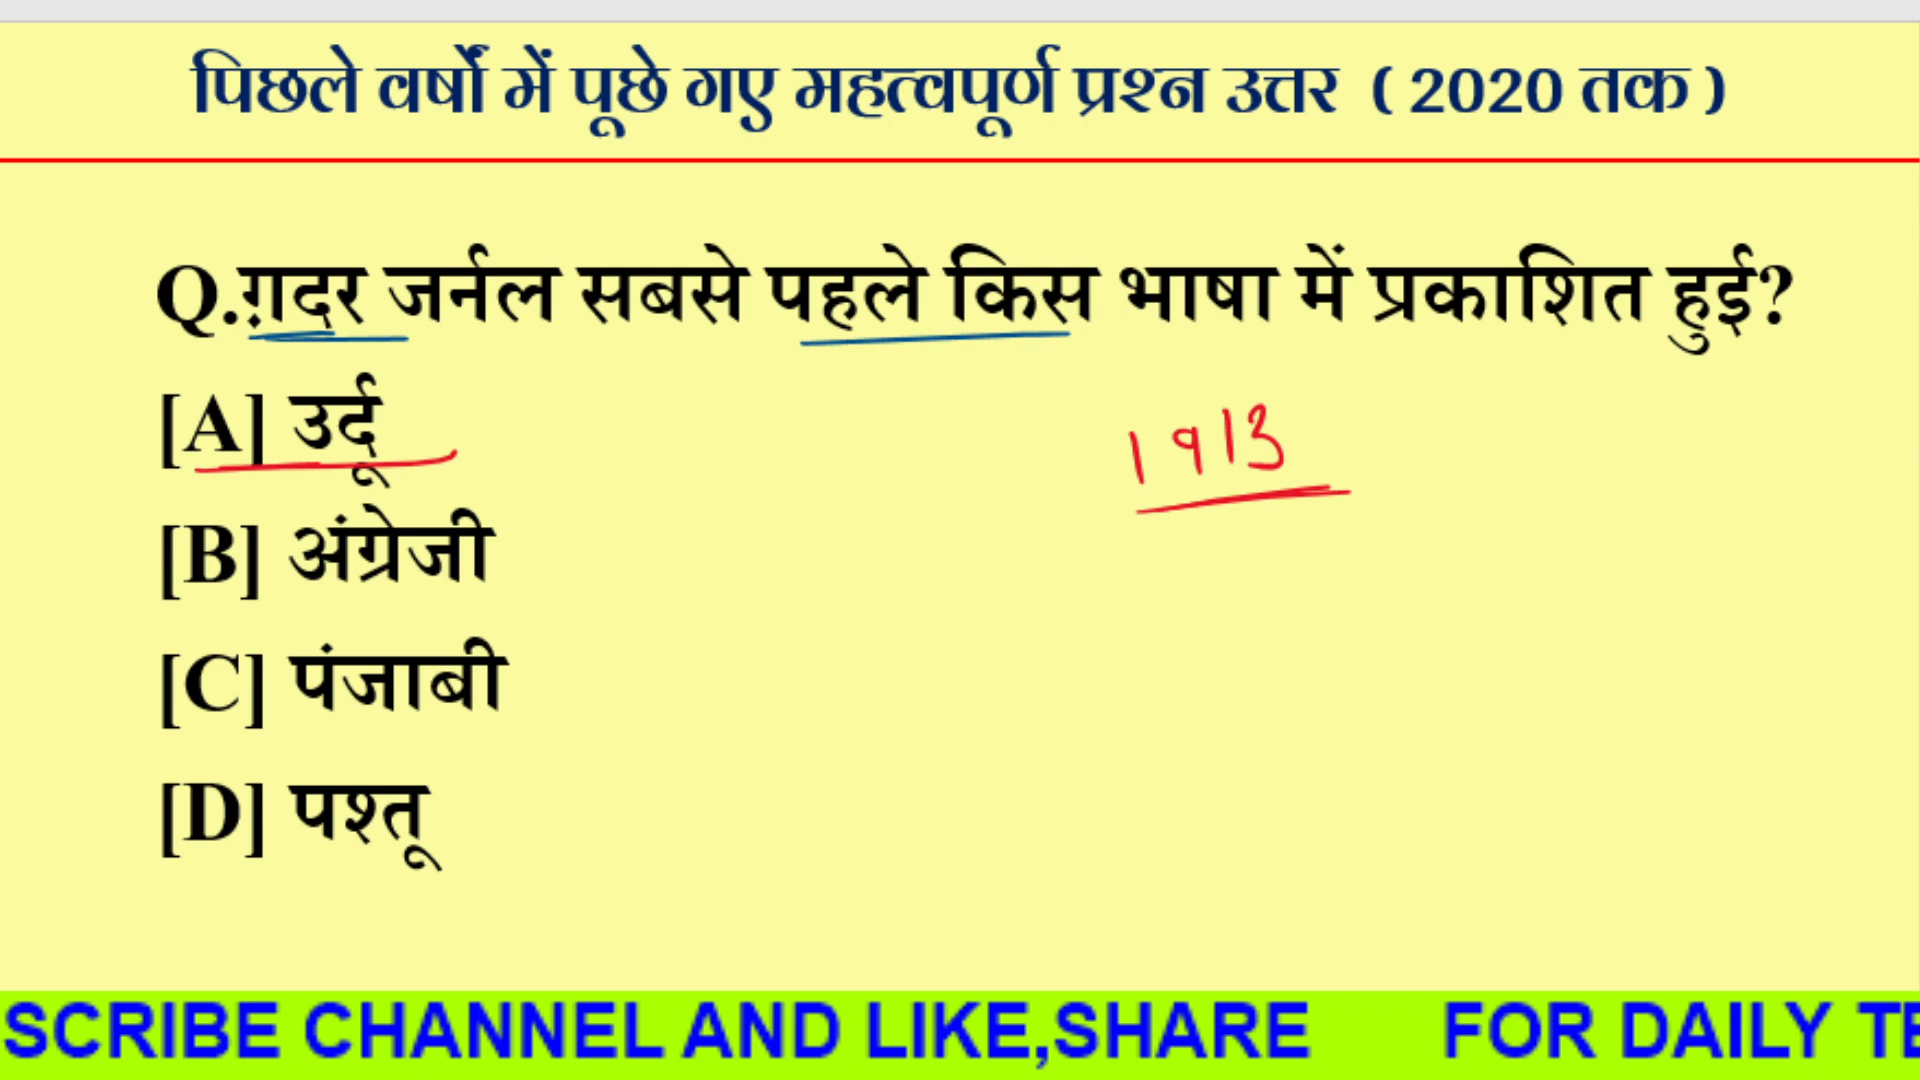 पिछले वर्षों में पूछे गए महत्वपूर्ण प्रश्न उत्तर ( 2020 तक )
Q.ग़दर जर्नल सबसे पहले किस भाषा में प्रकाशित हुई?
[A] उर्दू
1913
[B] अंग्रेजी
[C] पंजाबी
[D] पश्तू
SCRIBE CHANNEL AND LIKE,SHARE FOR DAILY TE